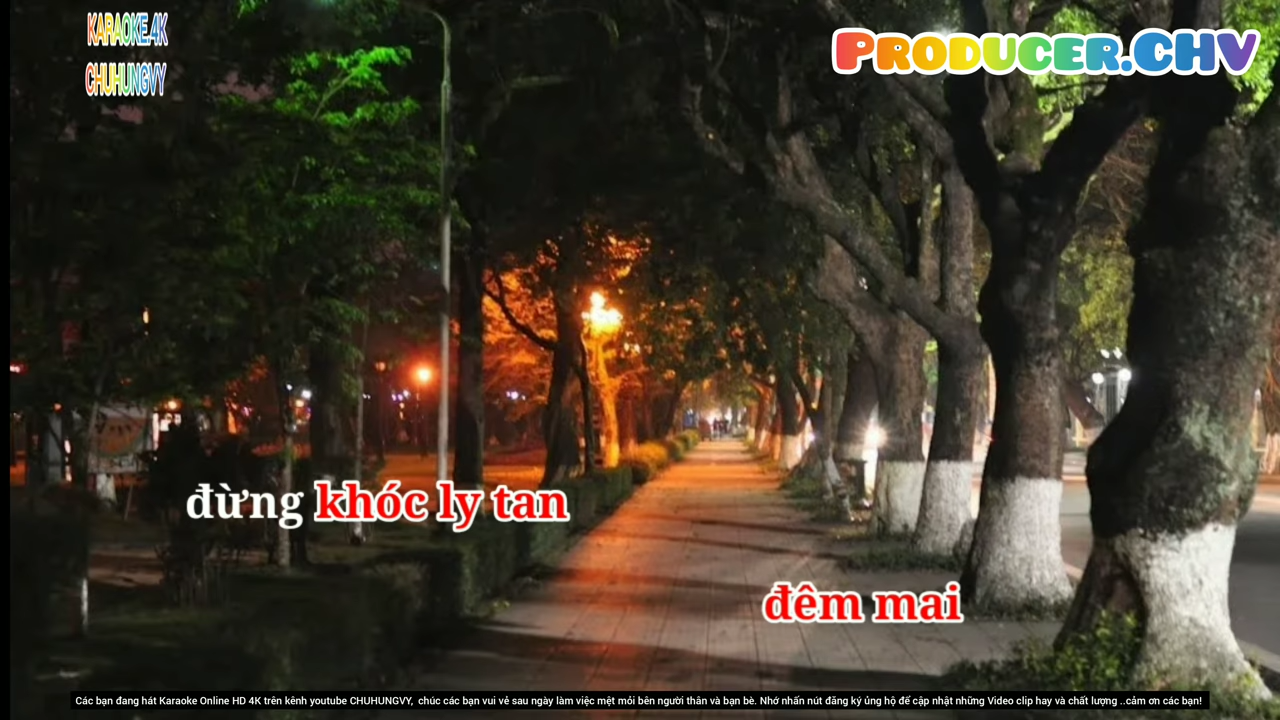 KARAOKE.4K
CHUHUNGVY
PRODUCER.CHV
đừng khóc ly tan
đêm mai
Các bạn đang hát Karaoke Online HD 4K trên kênh youtube CHUHUNGVY, chúc các bạn vui vẻ sau ngày làm việc mệt mỏi bên người thân và bạn bè. Nhớ nhấn nút đăng ký ủng hộ để cập nhật những Video clip hay và chất lượng ..cảm ơn các bạn!